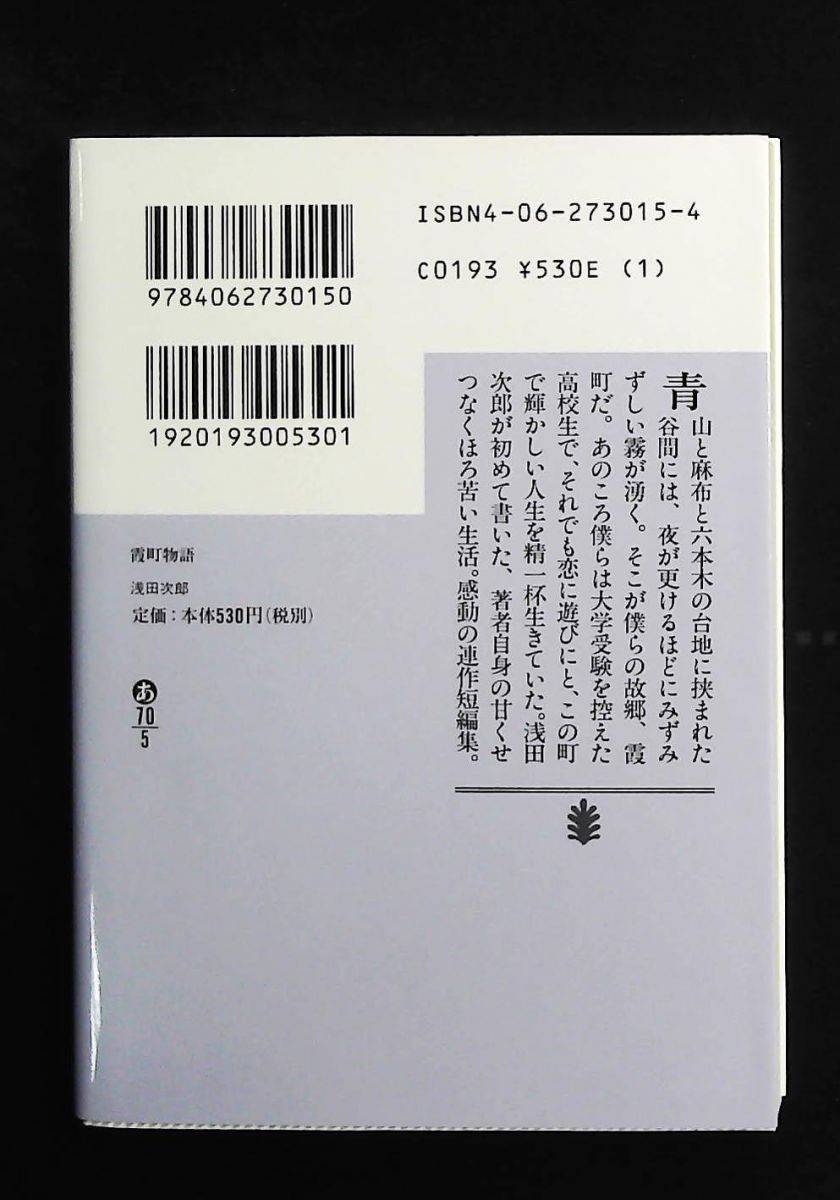 9784062730150
ISBN4-06-273015-4
C0193 ¥530E (1)
1920193005301
青山と麻布と六本木の台地に挟まれた
谷間には、夜が更けるほどにみずみ
ずしい霧が湧く。そこが僕らの故郷、霞
町だ。あのころ僕らは大学受験を控えた
高校生で、それでも恋に遊びにと、この町
で輝かしい人生を精一杯生きていた。浅田
次郎が初めて書いた、著者自身の甘くせ
つなくほろ苦い生活。感動の連作短編集。
霞町物語
浅田次郎
定価：本体530円（税別）
あ
70
5